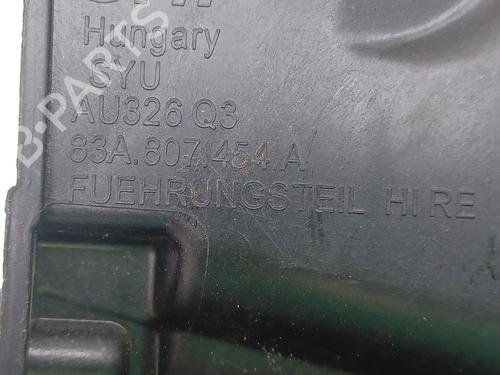 Hungary
SYU
AU326 Q3
83A.807.454.A
FUEHRUNGSTEIL HI RE
B-PARTS